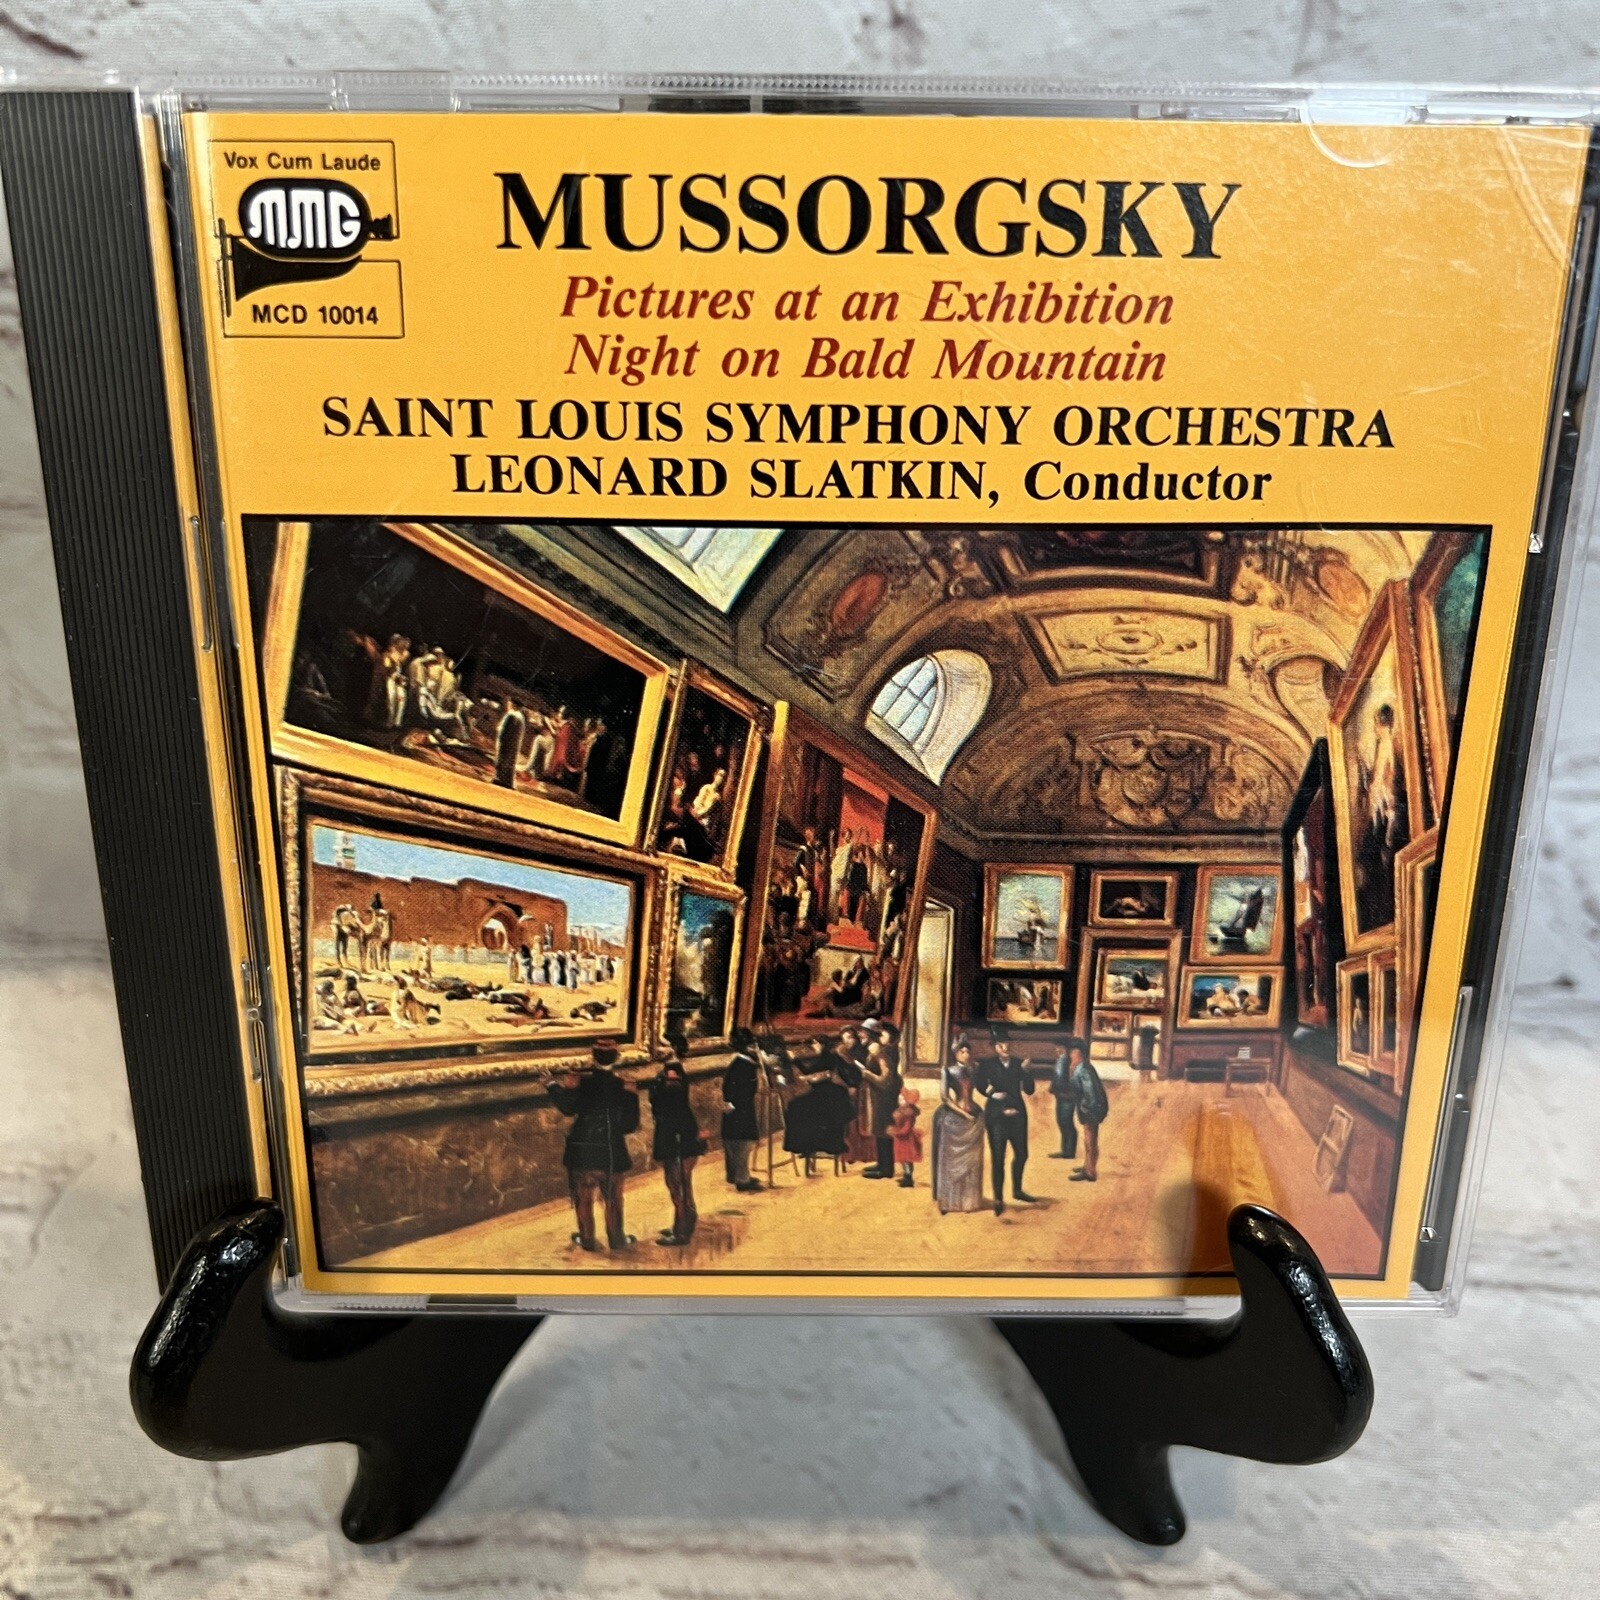 Vox Cum Laude
MMG
MCD 10014
MUSSORGSKY
Pictures at an Exhibition
Night on Bald Mountain
SAINT LOUIS SYMPHONY ORCHESTRA
LEONARD SLATKIN, Conductor